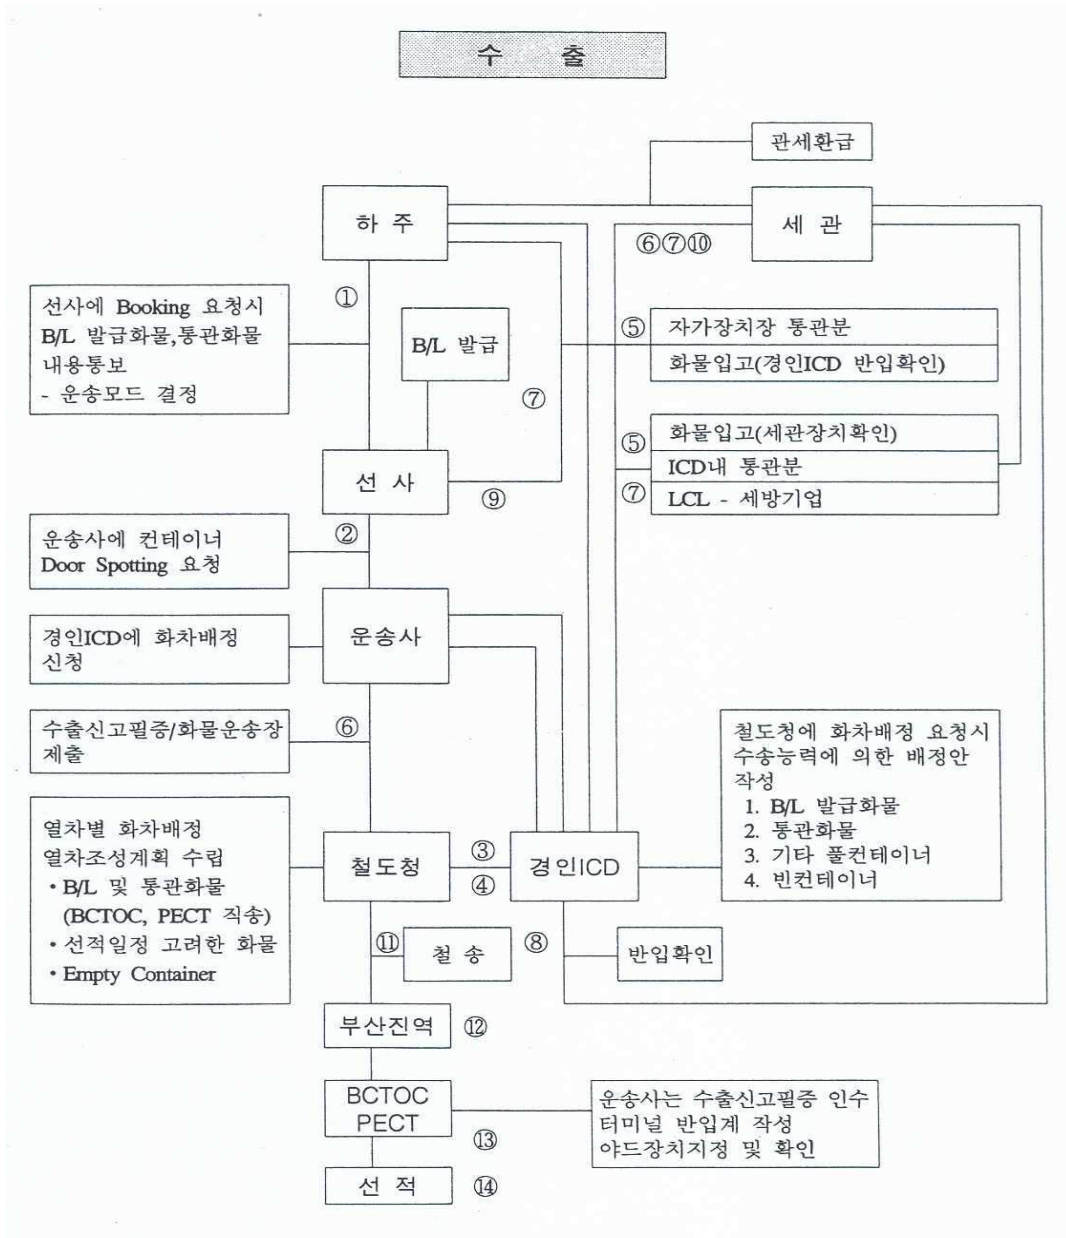 수 출
관세환급
하 주
세 관
⑥⑦⑩
①
선사에 Booking 요청시
B/L 발급화물,통관화물
내용통보
- 운송모드 결정
B/L 발급
⑦
⑤
자가장치장 통관분
화물입고(경인ICD 반입확인)
⑤
화물입고(세관장치확인)
ICD내 통관분
⑦
LCL - 세방기업
선 사
⑨
②
운송사에 컨테이너
Door Spotting 요청
운송사
경인ICD에 화차배정
신청
⑥
수출신고필증/화물운송장
제출
철도청에 화차배정 요청시
수송능력에 의한 배정안
작성
1. B/L 발급화물
2. 통관화물
3. 기타 풀컨테이너
4. 빈컨테이너
열차별 화차배정
열차조성계획 수립
• B/L 및 통관화물
(BCTOC, PECT 직송)
• 선적일정 고려한 화물
• Empty Container
철도청
③
④
경인ICD
⑪
철 송
⑧
반입확인
부산진역
⑫
BCTOC
PECT
⑬
운송사는 수출신고필증 인수
터미널 반입계 작성
야드장치지정 및 확인
선 적
⑭